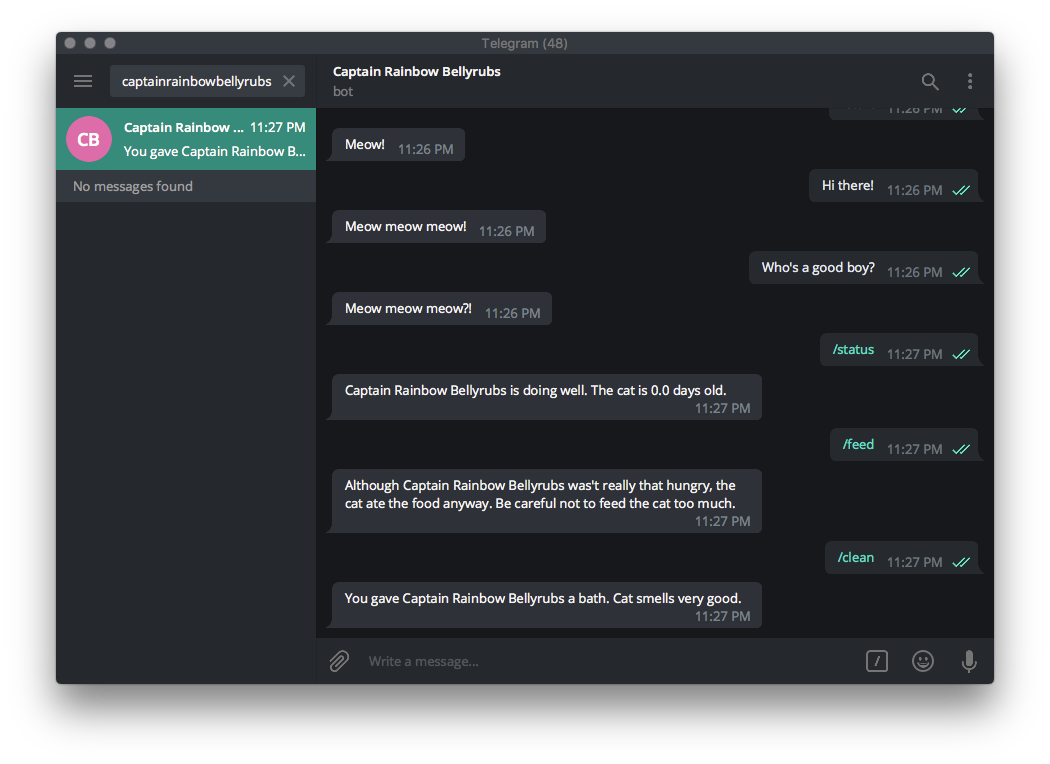 Telegram (48)
captainrainbowbellyrubs
Captain Rainbow ... 11:27 PM
You gave Captain Rainbow B...
No messages found
CB
Captain Rainbow Bellyrubs
bot
11:26 PM
Meow! 11:26 PM
Hi there! 11:26 PM
Meow meow meow! 11:26 PM
Who's a good boy? 11:26 PM
Meow meow meow?! 11:26 PM
/status 11:27 PM
Captain Rainbow Bellyrubs is doing well. The cat is 0.0 days old.
11:27 PM
/feed 11:27 PM
Although Captain Rainbow Bellyrubs was't really that hungry, the
cat ate the food anyway. Be careful not to feed the cat too much.
11:27 PM
/clean 11:27 PM
You gave Captain Rainbow Bellyrubs a bath. Cat smells very good.
11:27 PM
Write a message...
/